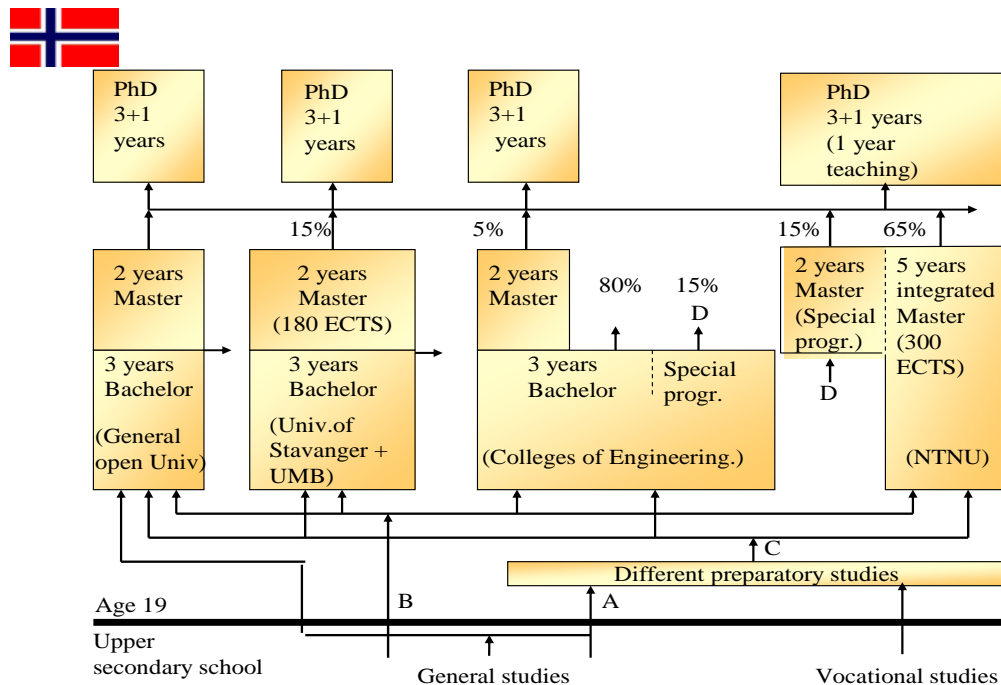 PhD
3+1
years
PhD
3+1
years
PhD
3+1
years
PhD
3+1 years
(1 year
teaching)
15%
5%
15%
65%
2 years
Master
2 years
Master
(180 ECTS)
2 years
Master
80%
15%
D
2 years
Master
(Special
progr.)
5 years
integrated
Master
(300
ECTS)
3 years
Bachelor
(General
open Univ)
3 years
Bachelor
(Univ.of
Stavanger +
UMB)
3 years
Bachelor
Special
progr.
(Colleges of Engineering.)
D
(NTNU)
C
Different preparatory studies
Age 19
B
A
Upper
secondary school
General studies
Vocational studies